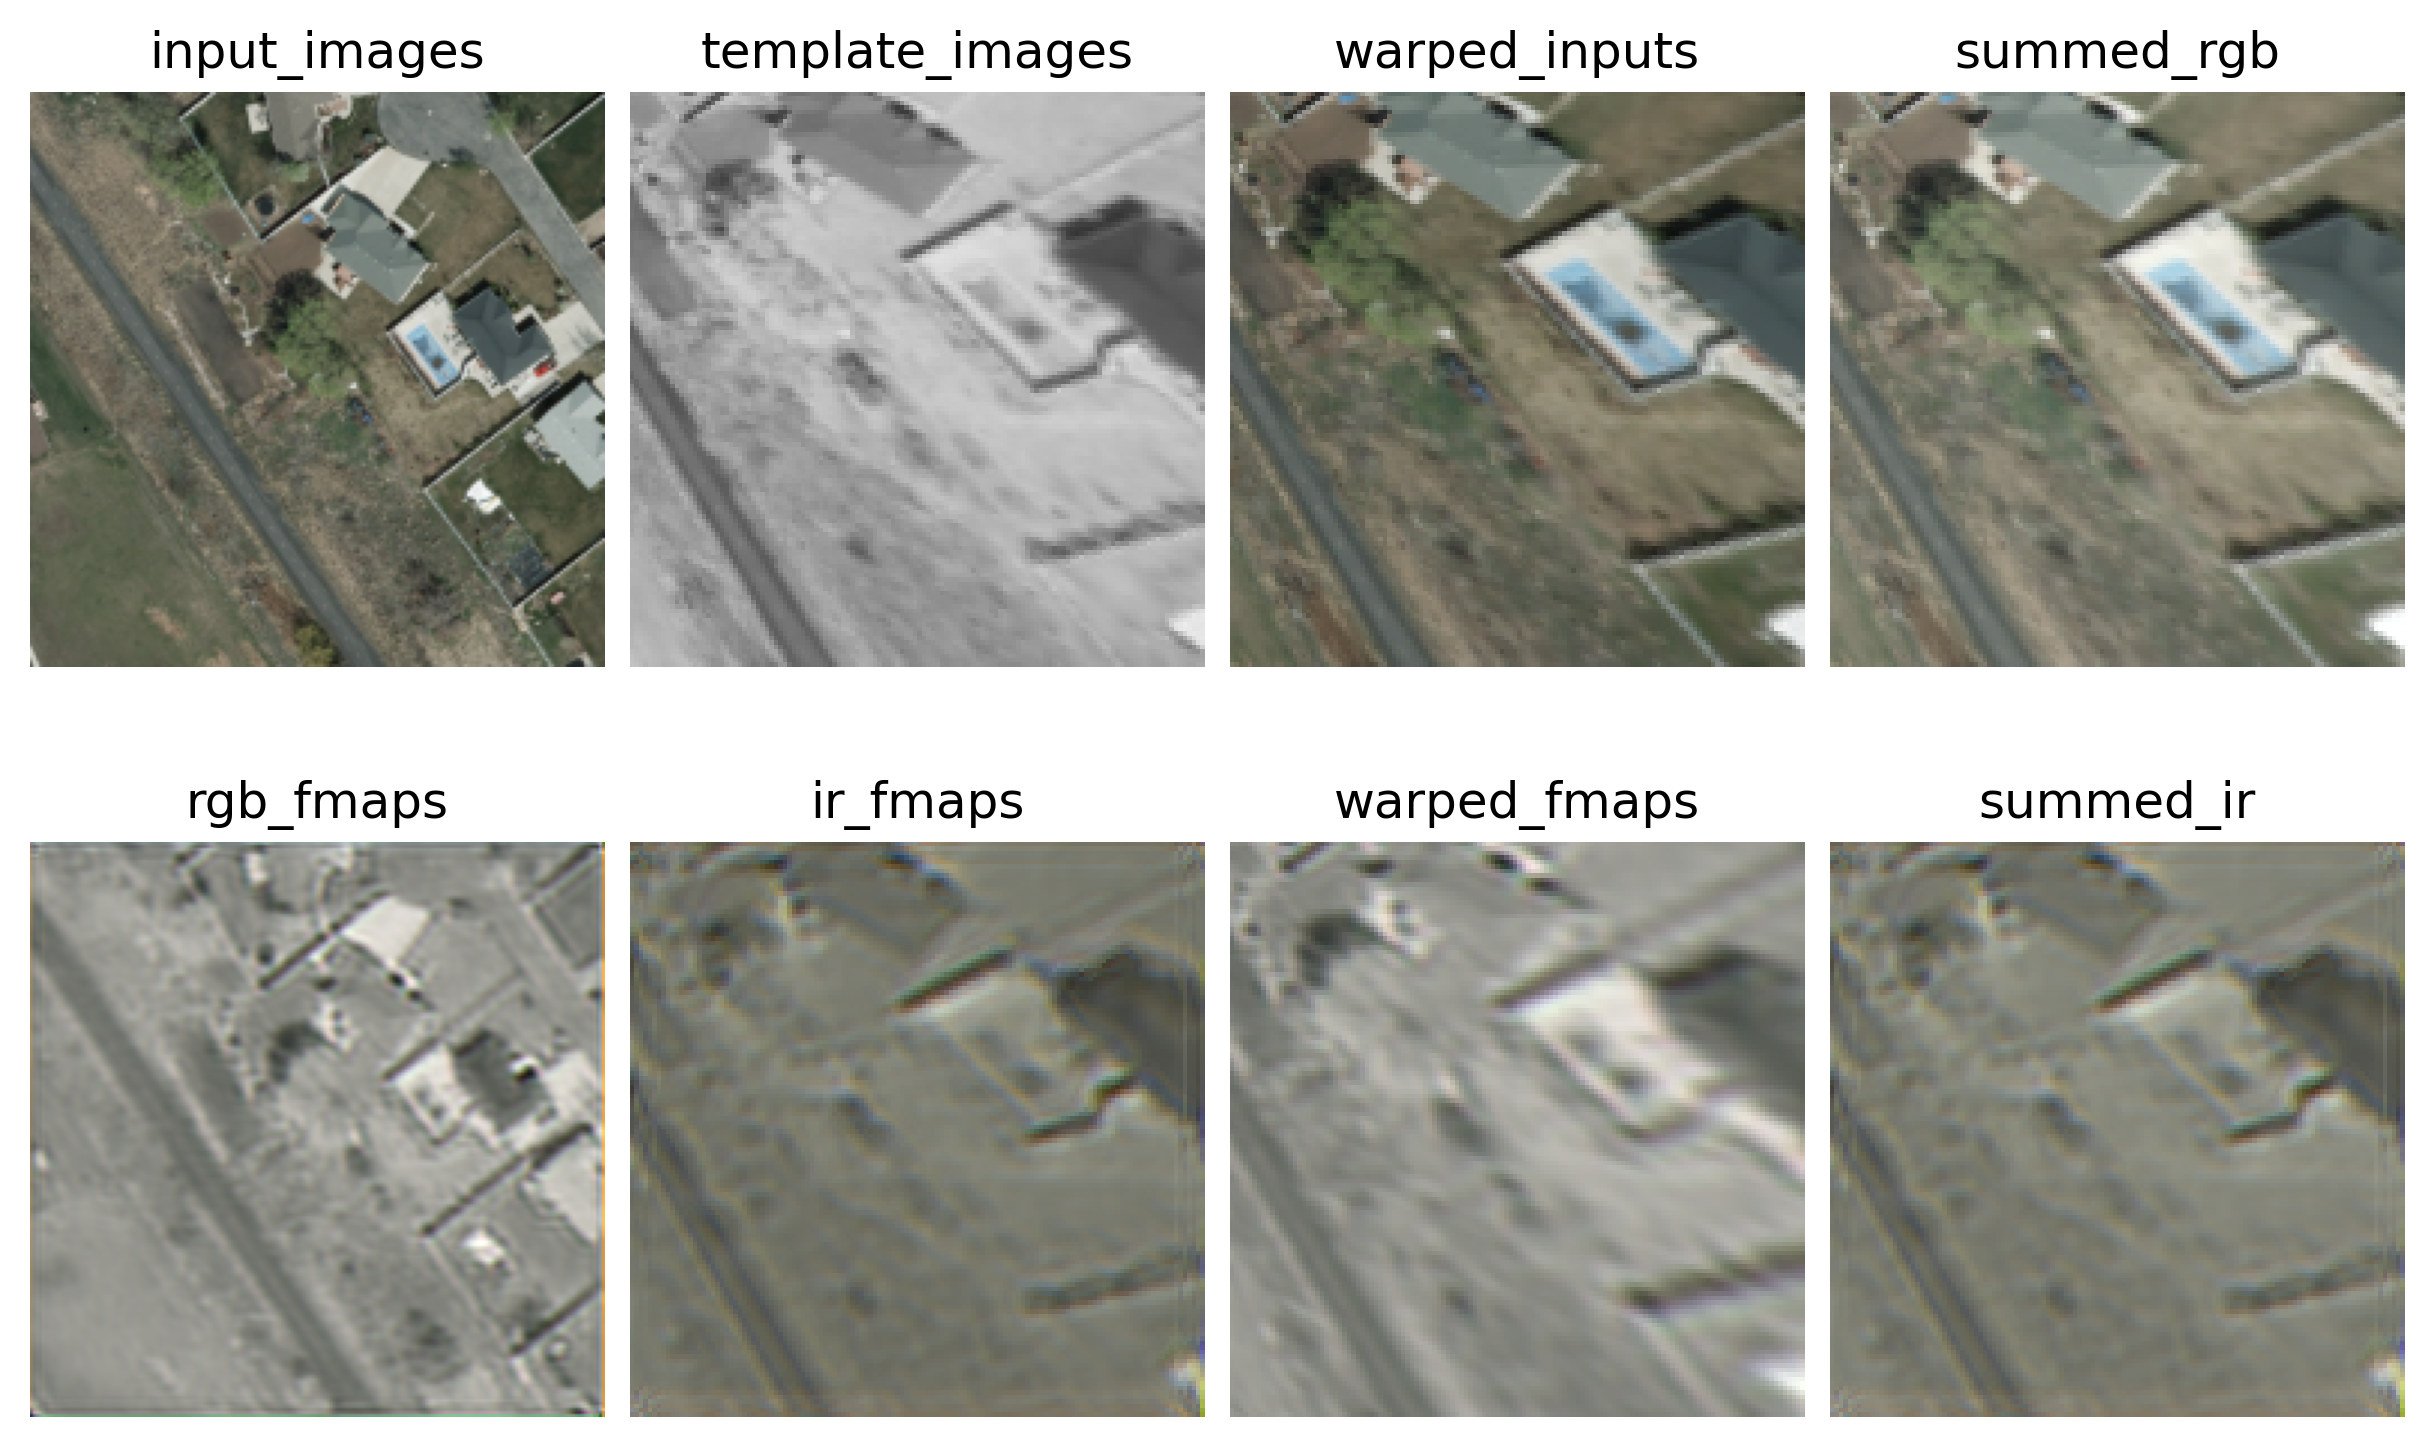 input_images
template_images
warped_inputs
summed_rgb
rgb_fmaps
ir_fmaps
warped_fmaps
summed_ir